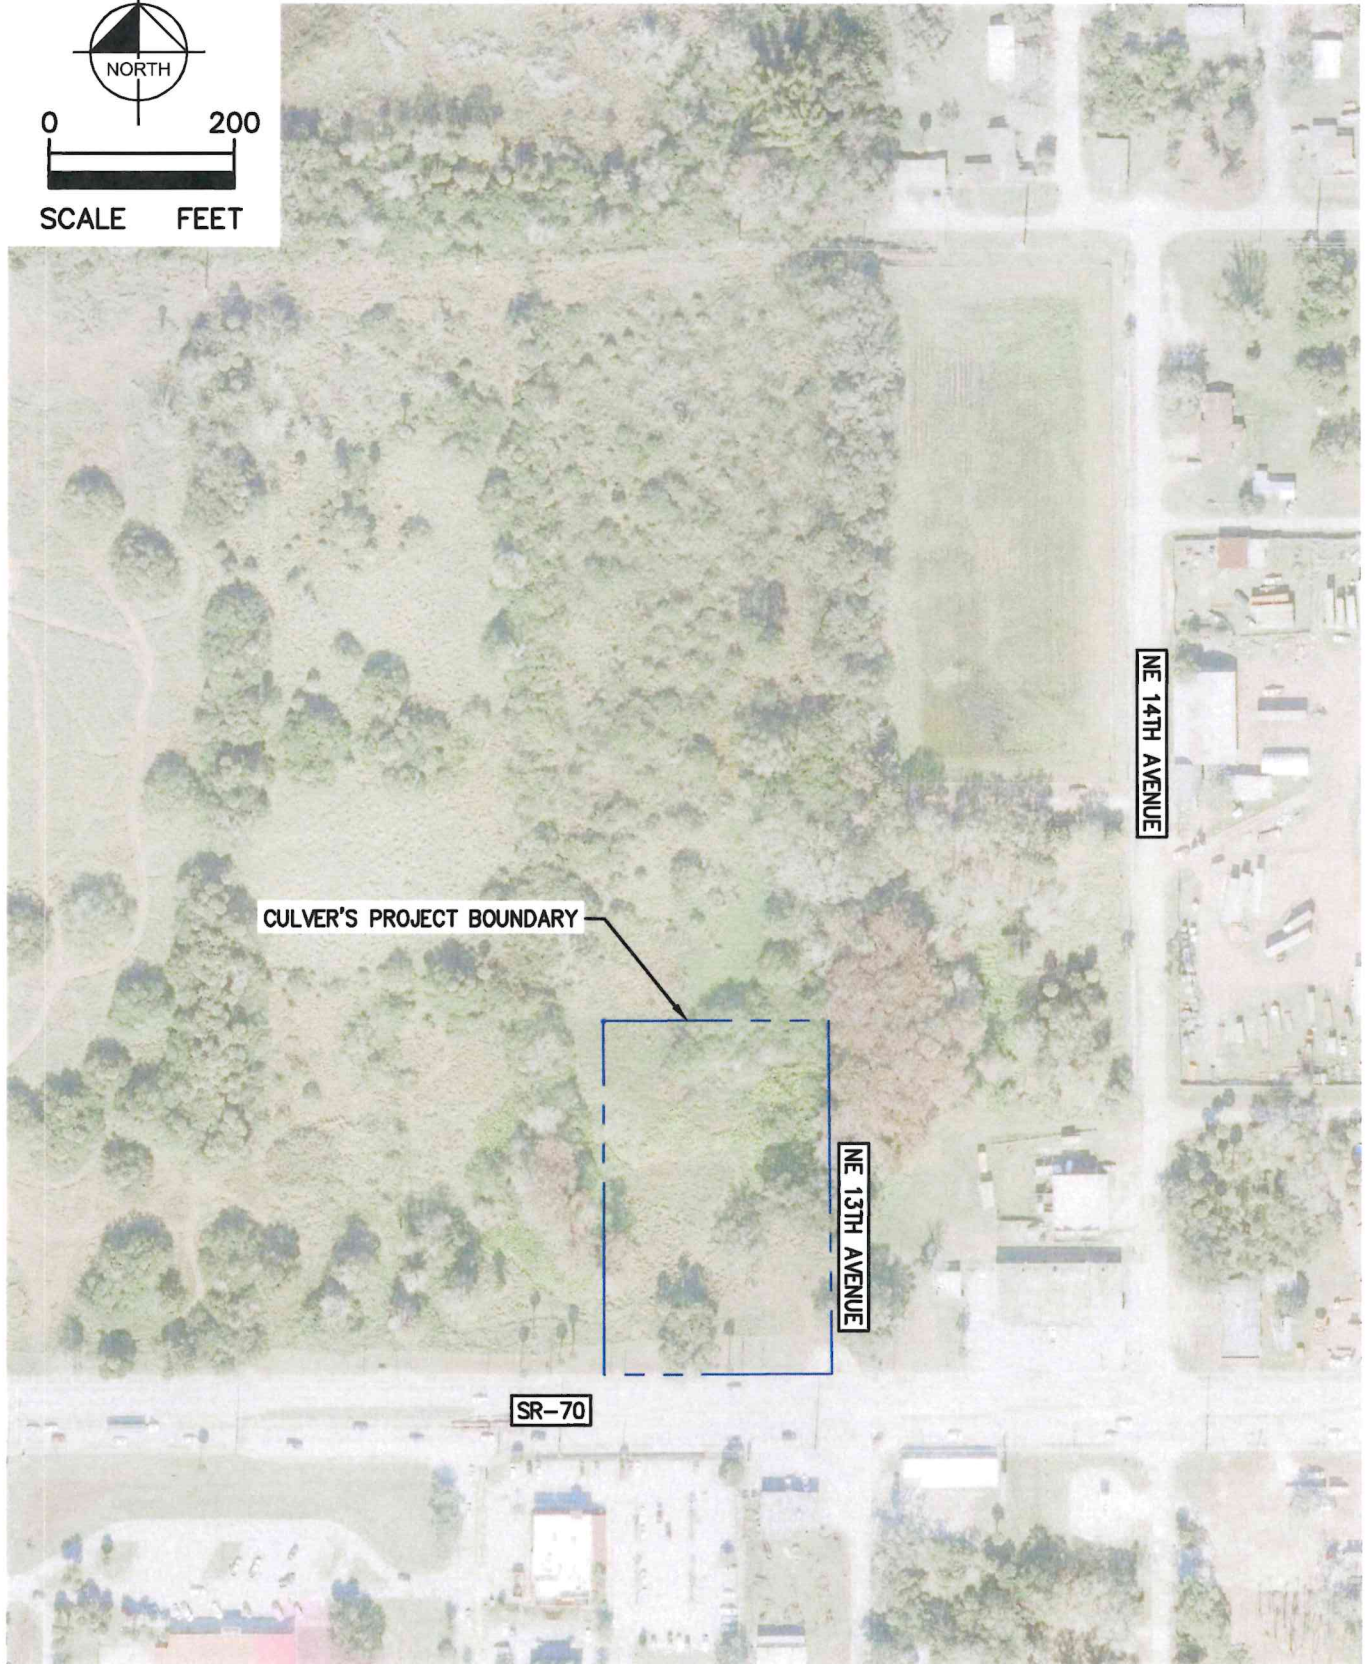 NORTH
0 200
SCALE FEET
NE 14TH AVENUE
CULVER'S PROJECT BOUNDARY
NE 13TH AVENUE
SR-70